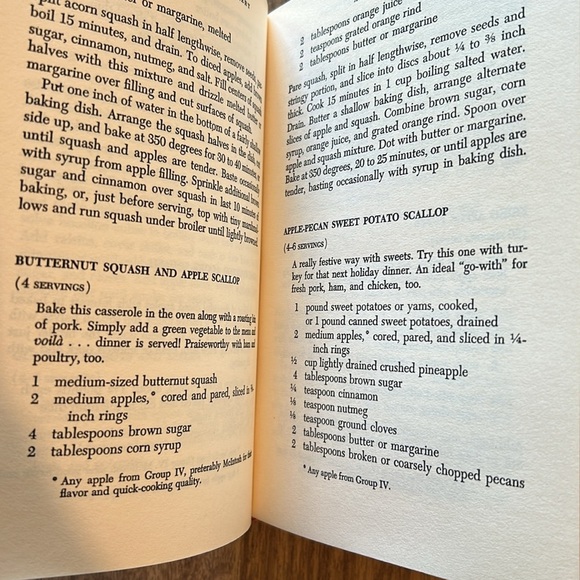 or margarine, melted
acorn squash in half lengthwise, remove
boil 15 minutes, and drain. To diced apples, add
sugar, cinnamon, nutmeg, and salt. Fill centers of squash
halves with this mixture and drizzle melted
margarine over filling and cut surfaces of squash.
Put one inch of water in the bottom of a
baking dish. Arrange the squash halves in the dish,
side up, and bake at 350 degrees for 30 to 40 minutes,
until squash and apples are tender. Baste occasionally
with syrup from apple filling. Sprinkle additional brown
sugar and cinnamon over squash in last 10 minutes of
baking, or, just before serving, top with tiny
lows and run squash under broiler until lightly browned.
BUTTERNUT SQUASH AND APPLE SCALLOP
(4 SERVINGS)
Bake this casserole in the oven along with a roasting
of pork. Simply add a green vegetable to the menu and
voilà . . . dinner is served! Praiseworthy with ham and
poultry, too.
1 medium-sized butternut squash
2 medium apples,* cored and pared, sliced in
inch rings
4 tablespoons brown sugar
2 tablespoons corn syrup
* Any apple from Group IV, preferably McIntosh for
flavor and quick-cooking quality.
2 tablespoons orange juice
2 teaspoons grated orange rind
2 tablespoons butter or margarine
Pare squash, split in half lengthwise, remove seeds and
stringy portion, and slice into discs about ¼ to ⅜ inch
thick. Cook 15 minutes in 1 cup boiling salted water.
Drain. Butter a shallow baking dish, arrange alternate
slices of apple and squash. Combine brown sugar, corn
syrup, orange juice, and grated orange rind. Spoon over
apple and squash mixture. Dot with butter or margarine.
Bake at 350 degrees, 20 to 25 minutes, or until apples are
tender, basting occasionally with syrup in baking dish.
APPLE-PECAN SWEET POTATO SCALLOP
(4-6 SERVINGS)
A really festive way with sweets. Try this one with tur-
key for that next holiday dinner. An ideal "go-with" for
fresh pork, ham, and chicken, too.
1 pound sweet potatoes or yams, cooked,
or 1 pound canned sweet potatoes, drained
2 medium apples,* cored, pared, and sliced in ¼-
inch rings
½ cup lightly drained crushed pineapple
4 tablespoons brown sugar
¼ teaspoon cinnamon
⅛ teaspoon nutmeg
⅛ teaspoon ground cloves
2 tablespoons butter or margarine
2 tablespoons broken or coarsely chopped pecans
* Any apple from Group IV.